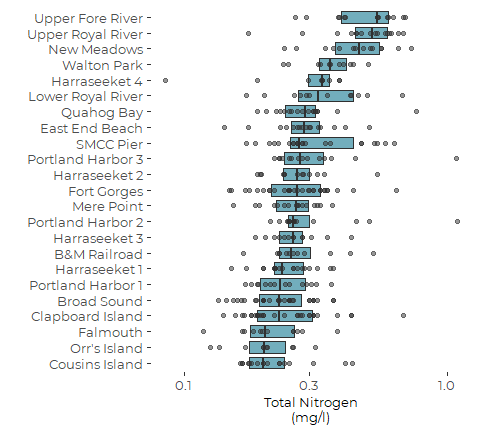 Upper Fore River
Upper Royal River
New Meadows
Walton Park
Harraseeket 4
Lower Royal River
Quahog Bay
East End Beach
SMCC Pier
Portland Harbor 3
Harraseeket 2
Fort Gorges
Mere Point
Portland Harbor 2
Harraseeket 3
B&M Railroad
Harraseeket 1
Portland Harbor 1
Broad Sound
Clapboard Island
Falmouth
Orr's Island
Cousins Island
0.1 0.3 1.0
Total Nitrogen
(mg/l)